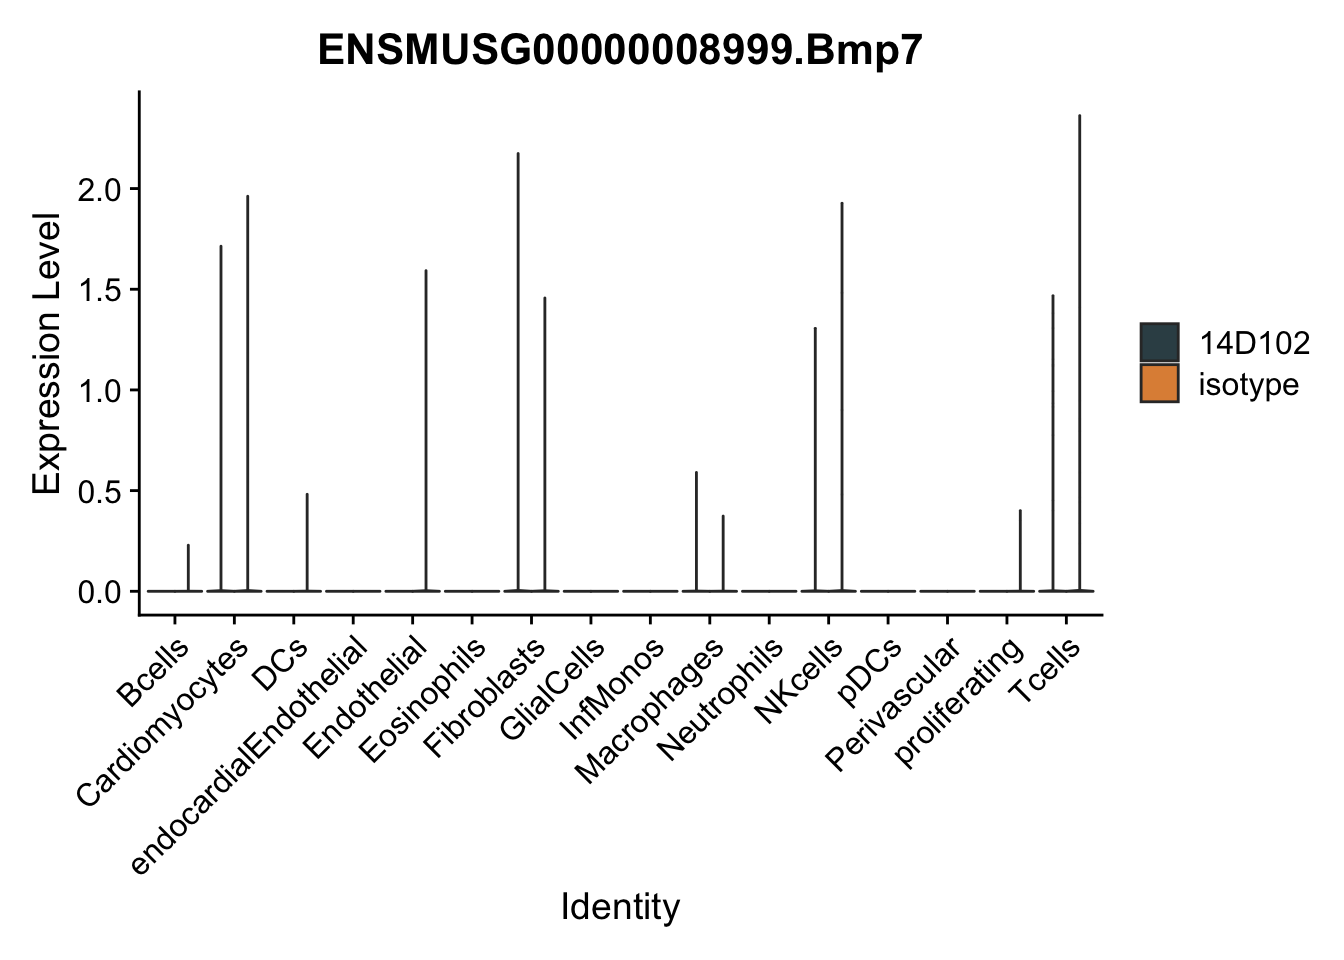 ENSMUSG00000008999.Bmp7
Expression Level
2.0
1.5
1.0
0.5
0.0
Bcells
Cardiomyocytes
DCs
endocardialEndothelial
Endothelial
Eosinophils
Fibroblasts
GlialCells
InfMonos
Macrophages
Neutrophils
NKcells
pDCs
Perivascular
proliferating
Tcells
Identity
14D102
isotype